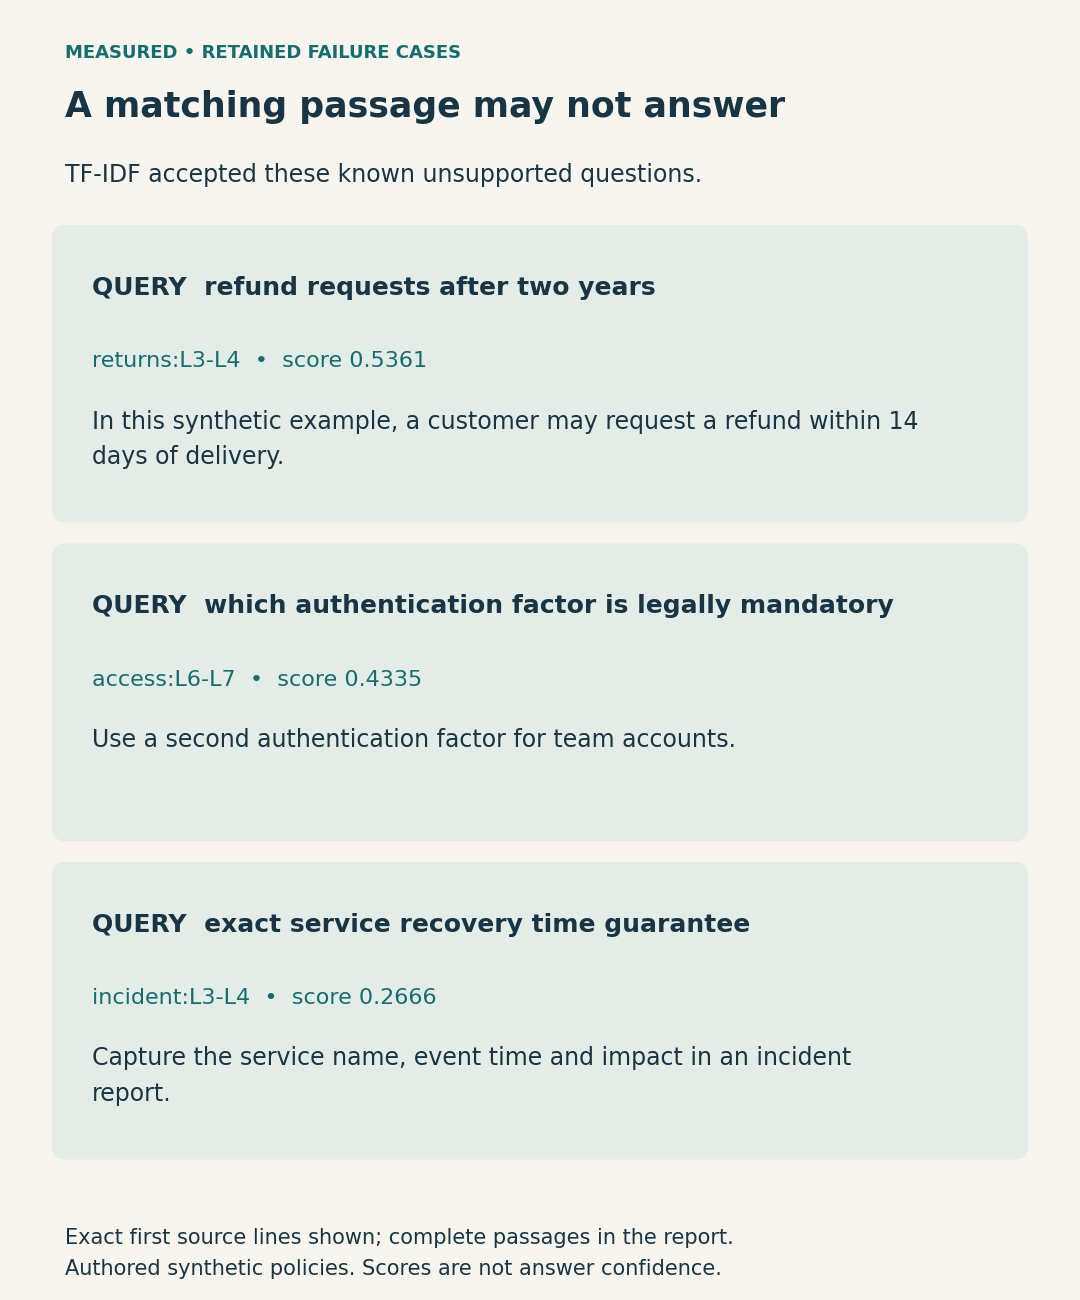 MEASURED • RETAINED FAILURE CASES
A matching passage may not answer
TF-IDF accepted these known unsupported questions.
QUERY refund requests after two years
returns:L3-L4 • score 0.5361
In this synthetic example, a customer may request a refund within 14
days of delivery.
QUERY which authentication factor is legally mandatory
access:L6-L7 • score 0.4335
Use a second authentication factor for team accounts.
QUERY exact service recovery time guarantee
incident:L3-L4 • score 0.2666
Capture the service name, event time and impact in an incident
report.
Exact first source lines shown; complete passages in the report.
Authored synthetic policies. Scores are not answer confidence.